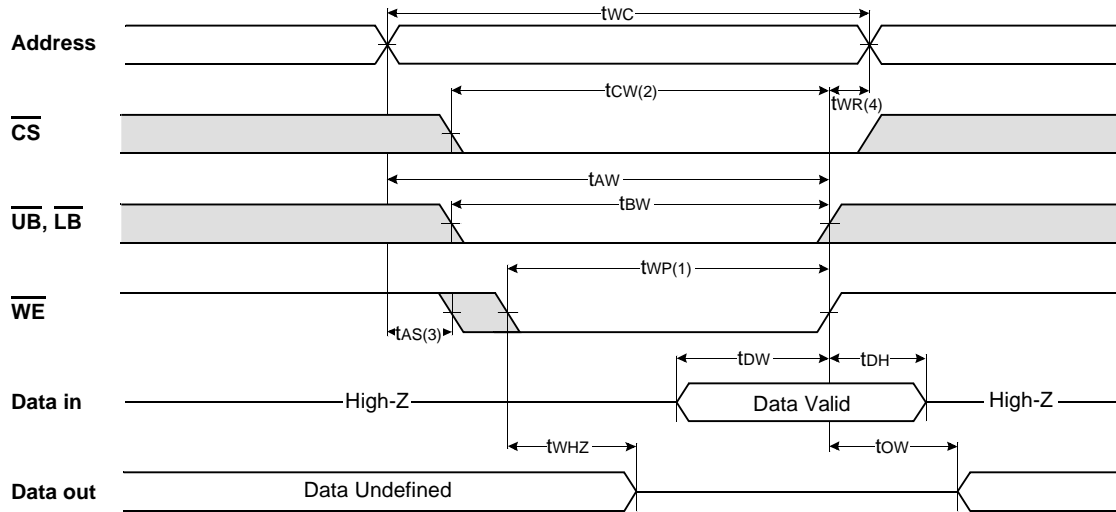 tWC
Address
tCW(2)
tWR(4)
CS
tAW
tBW
UB, LB
tWP(1)
WE
tAS(3)
tDW
tDH
Data in
High-Z
Data Valid
High-Z
tWHZ
tOW
Data out
Data Undefined